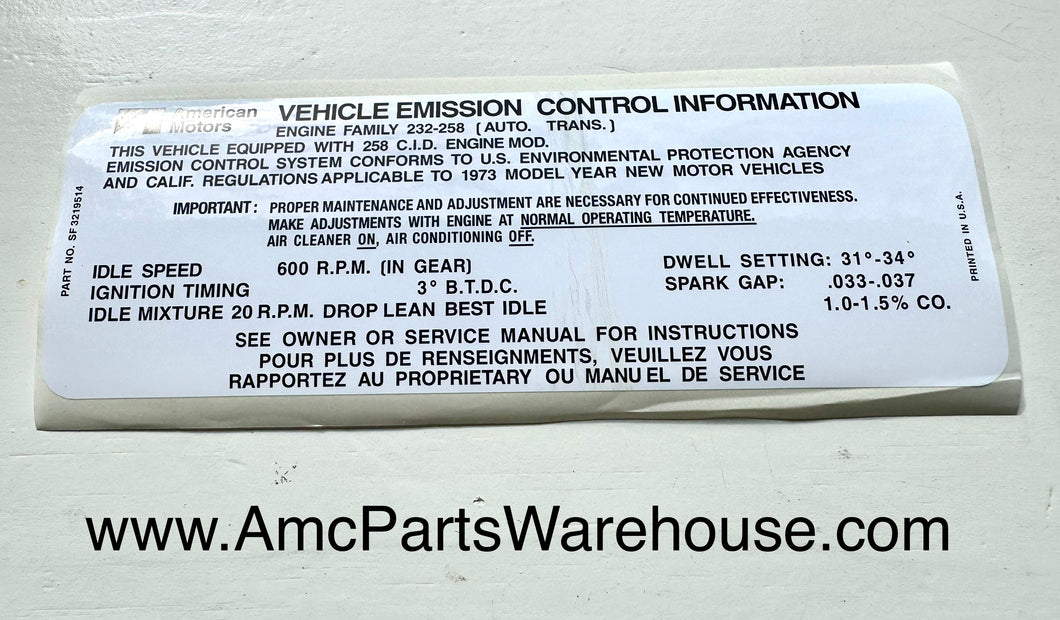 American Motors
VEHICLE EMISSION CONTROL INFORMATION
ENGINE FAMILY 232-258 (AUTO. TRANS.)
THIS VEHICLE EQUIPPED WITH 258 C.I.D. ENGINE MOD.
EMISSION CONTROL SYSTEM CONFORMS TO U.S. ENVIRONMENTAL PROTECTION AGENCY
AND CALIF. REGULATIONS APPLICABLE TO 1973 MODEL YEAR NEW MOTOR VEHICLES
IMPORTANT: PROPER MAINTENANCE AND ADJUSTMENT ARE NECESSARY FOR CONTINUED EFFECTIVENESS.
MAKE ADJUSTMENTS WITH ENGINE AT NORMAL OPERATING TEMPERATURE.
AIR CLEANER ON, AIR CONDITIONING OFF.
PART NO. SF3219514
PRINTED IN U.S.A.
IDLE SPEED 600 R.P.M. (IN GEAR) DWELL SETTING: 31°-34°
IGNITION TIMING 3° B.T.D.C. SPARK GAP: .033-.037
IDLE MIXTURE 20 R.P.M. DROP LEAN BEST IDLE 1.0-1.5% CO.
SEE OWNER OR SERVICE MANUAL FOR INSTRUCTIONS
POUR PLUS DE RENSEIGNMENTS, VEUILLEZ VOUS
RAPPORTEZ AU PROPRIETARY OU MANUEL DE SERVICE
www.AmcPartsWarehouse.com